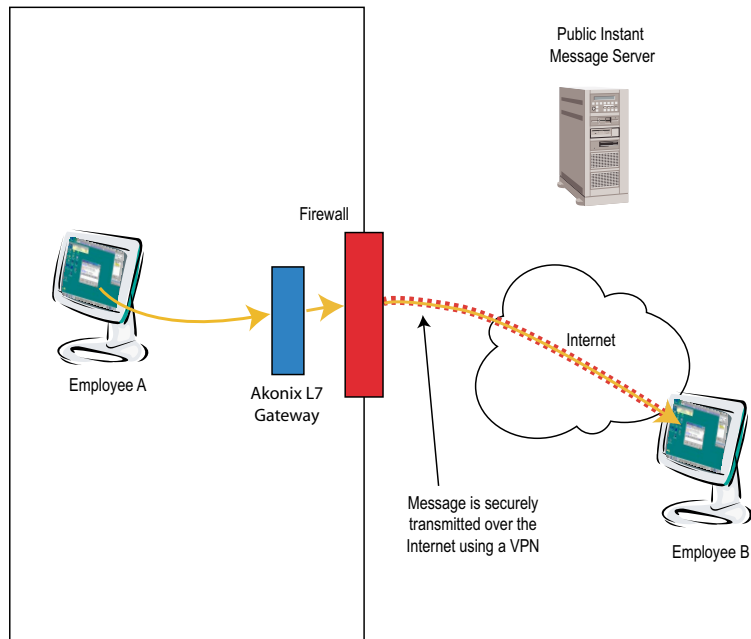 Public Instant
Message Server
Firewall
Employee A
Akonix L7
Gateway
Internet
Message is securely
transmitted over the
Internet using a VPN
Employee B